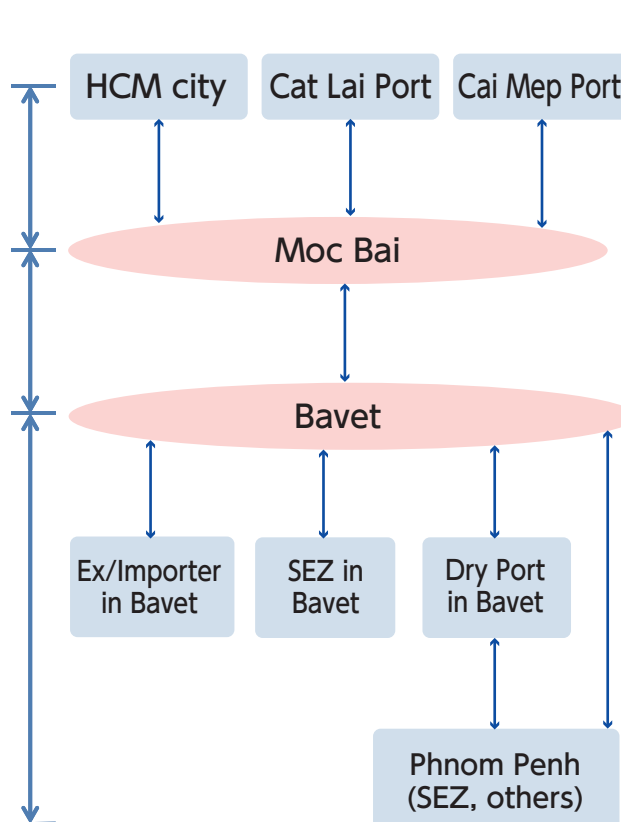 HCM city
Cat Lai Port
Cai Mep Port
Moc Bai
Bavet
Ex/Importer
in Bavet
SEZ in
Bavet
Dry Port
in Bavet
Phnom Penh
(SEZ, others)